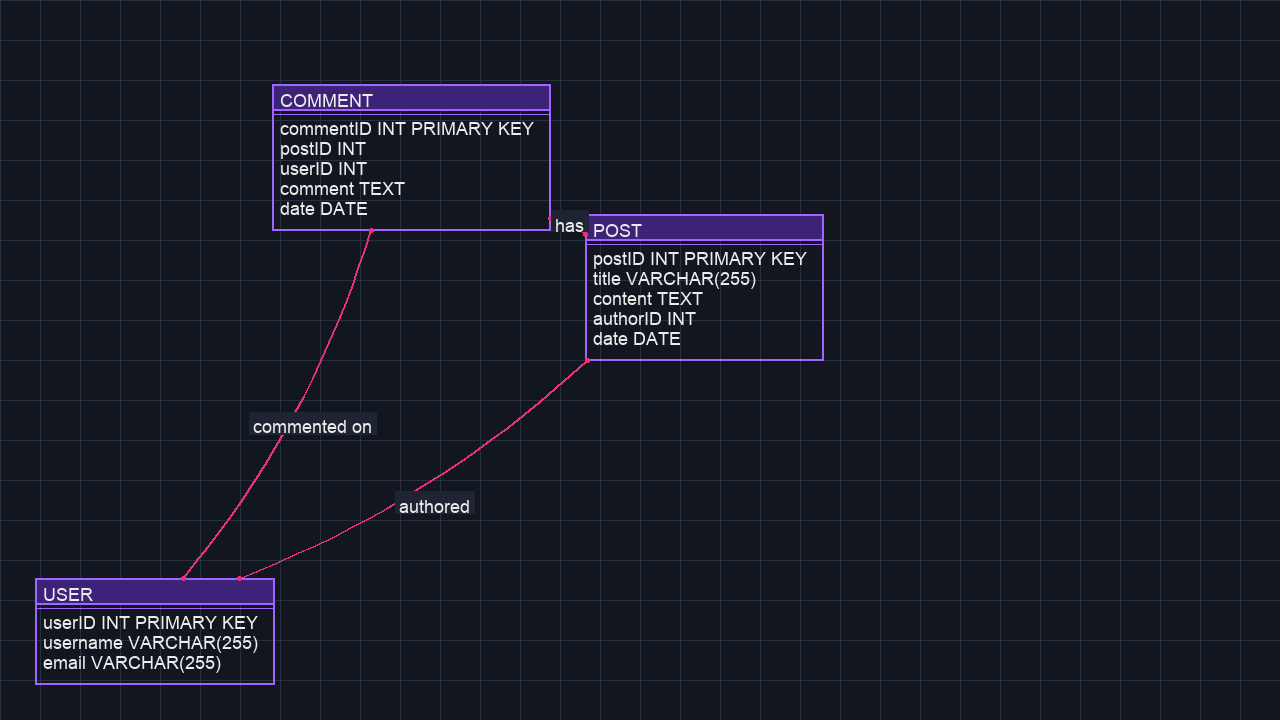 COMMENT
commentID INT PRIMARY KEY
postID INT
userID INT
comment TEXT
date DATE
has
POST
postID INT PRIMARY KEY
title VARCHAR(255)
content TEXT
authorID INT
date DATE
commented on
authored
USER
userID INT PRIMARY KEY
username VARCHAR(255)
email VARCHAR(255)